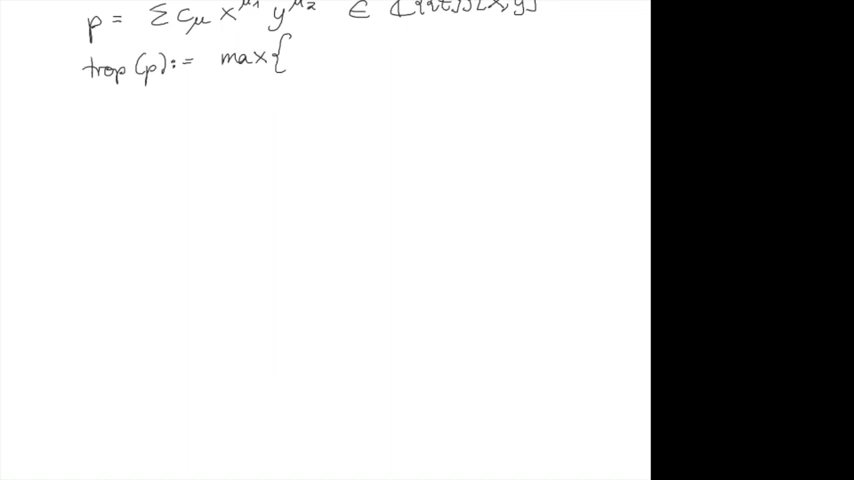 p = Σ c_μ x^μ₁ y^μ₂ ∈ ℂ{{t}}[x,y]
trop(p) := max{